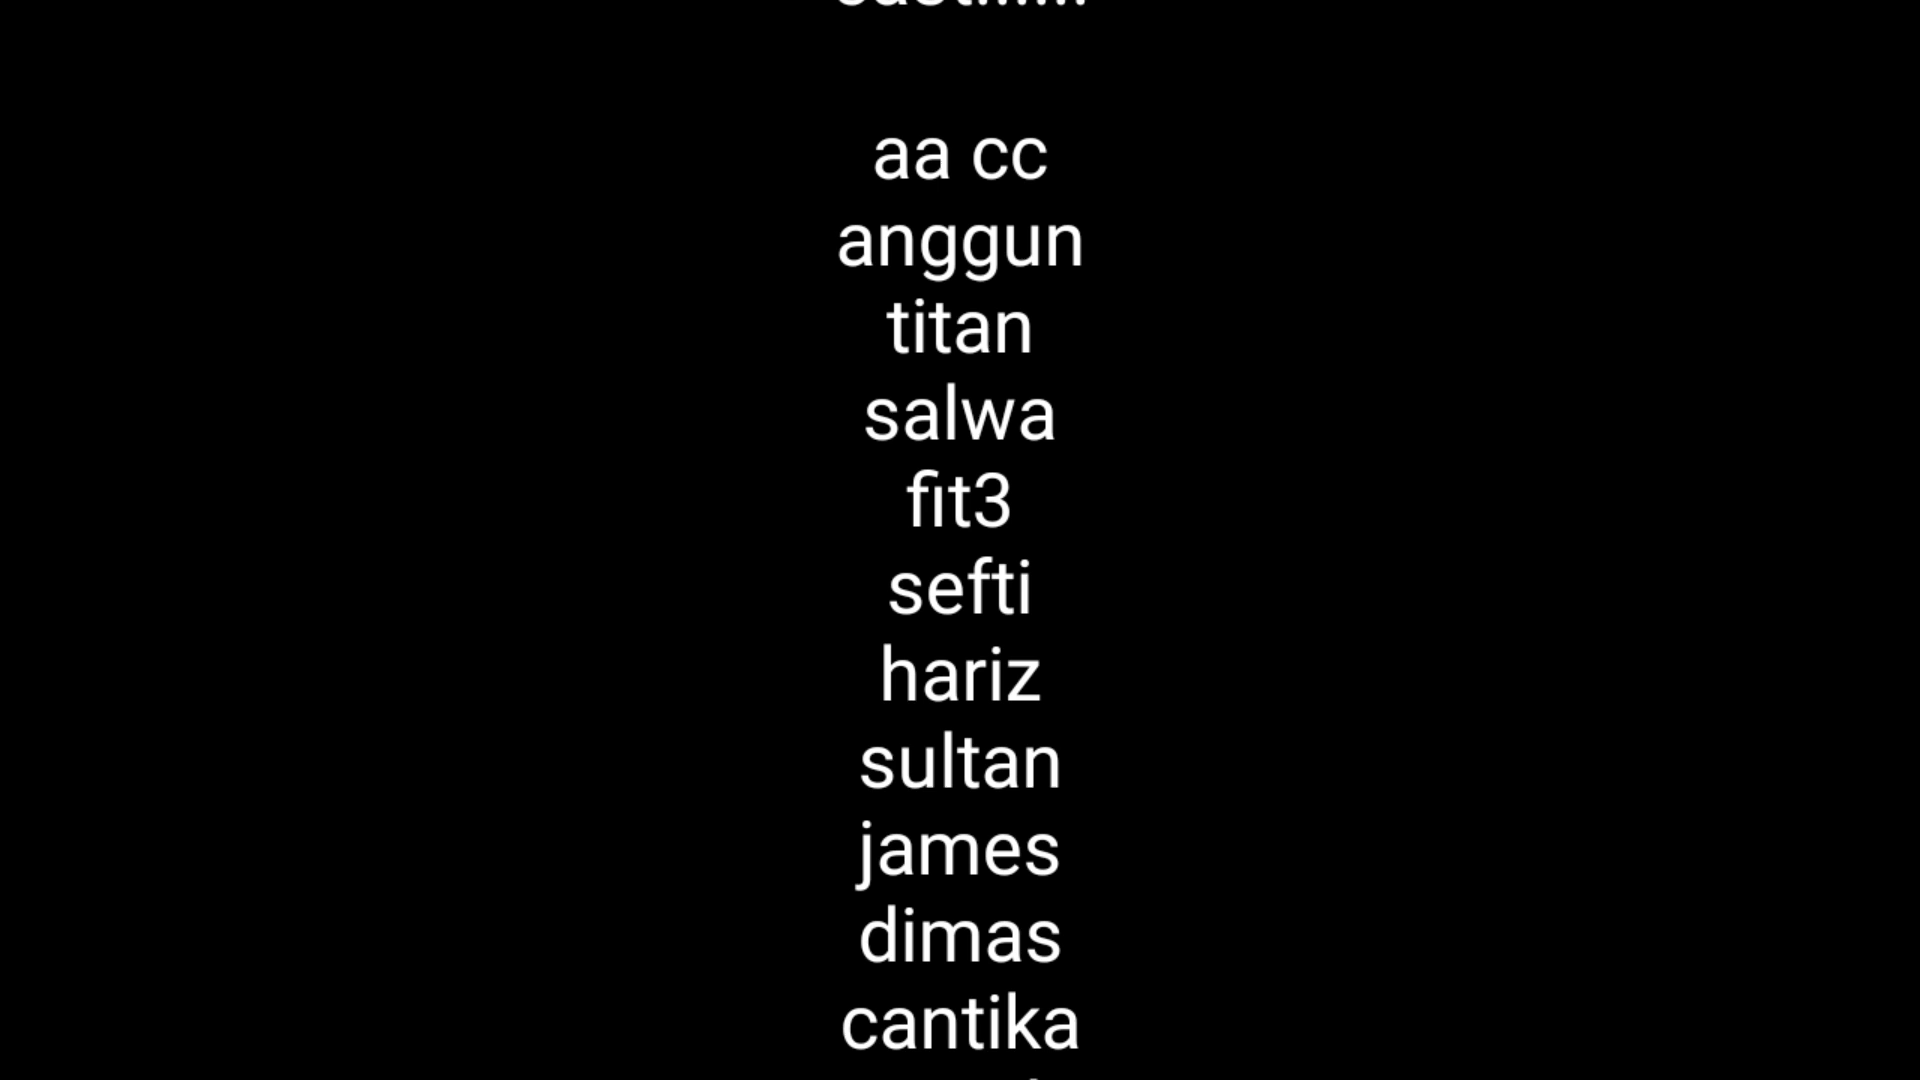 aa cc
anggun
titan
salwa
fit3
sefti
hariz
sultan
james
dimas
cantika